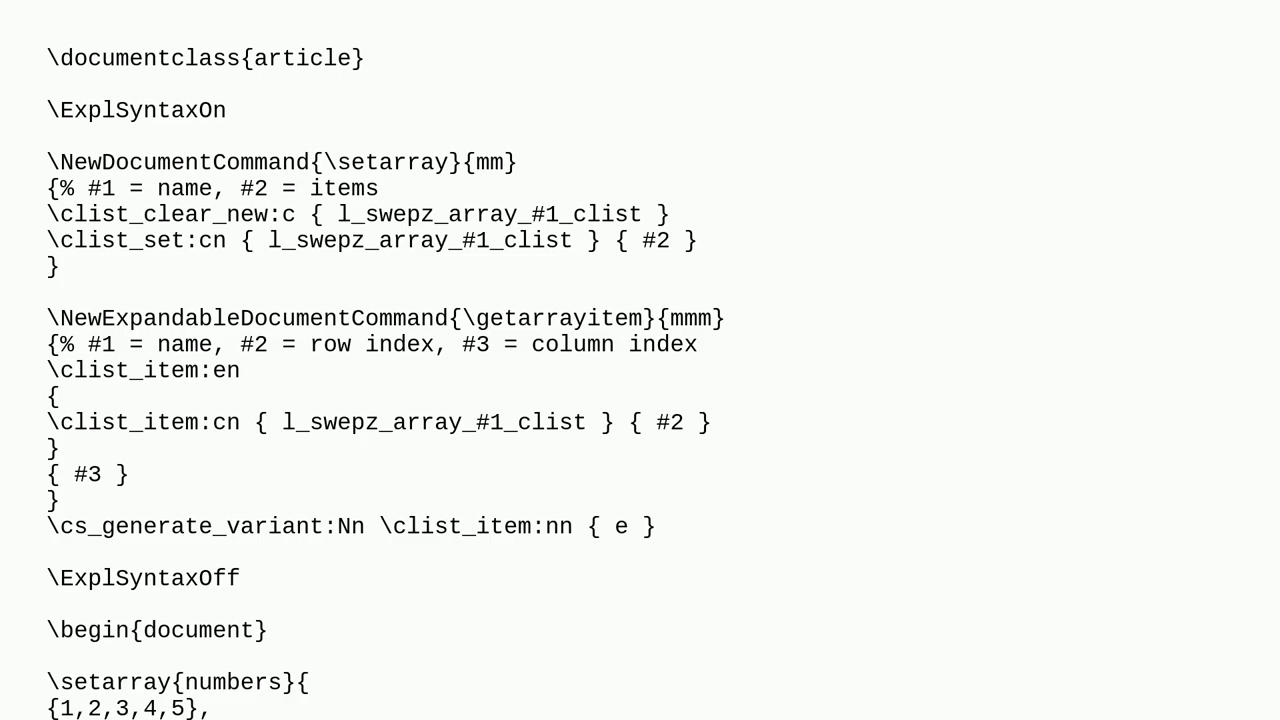 \documentclass{article}
\ExplSyntaxOn
\NewDocumentCommand{\setarray}{mm}
{% #1 = name, #2 = items
\clist_clear_new:c { l_swepz_array_#1_clist }
\clist_set:cn { l_swepz_array_#1_clist } { #2 }
}
\NewExpandableDocumentCommand{\getarrayitem}{mmm}
{% #1 = name, #2 = row index, #3 = column index
\clist_item:en
{
\clist_item:cn { l_swepz_array_#1_clist } { #2 }
}
{ #3 }
}
\cs_generate_variant:Nn \clist_item:nn { e }
\ExplSyntaxOff
\begin{document}
\setarray{numbers}{
{1,2,3,4,5},